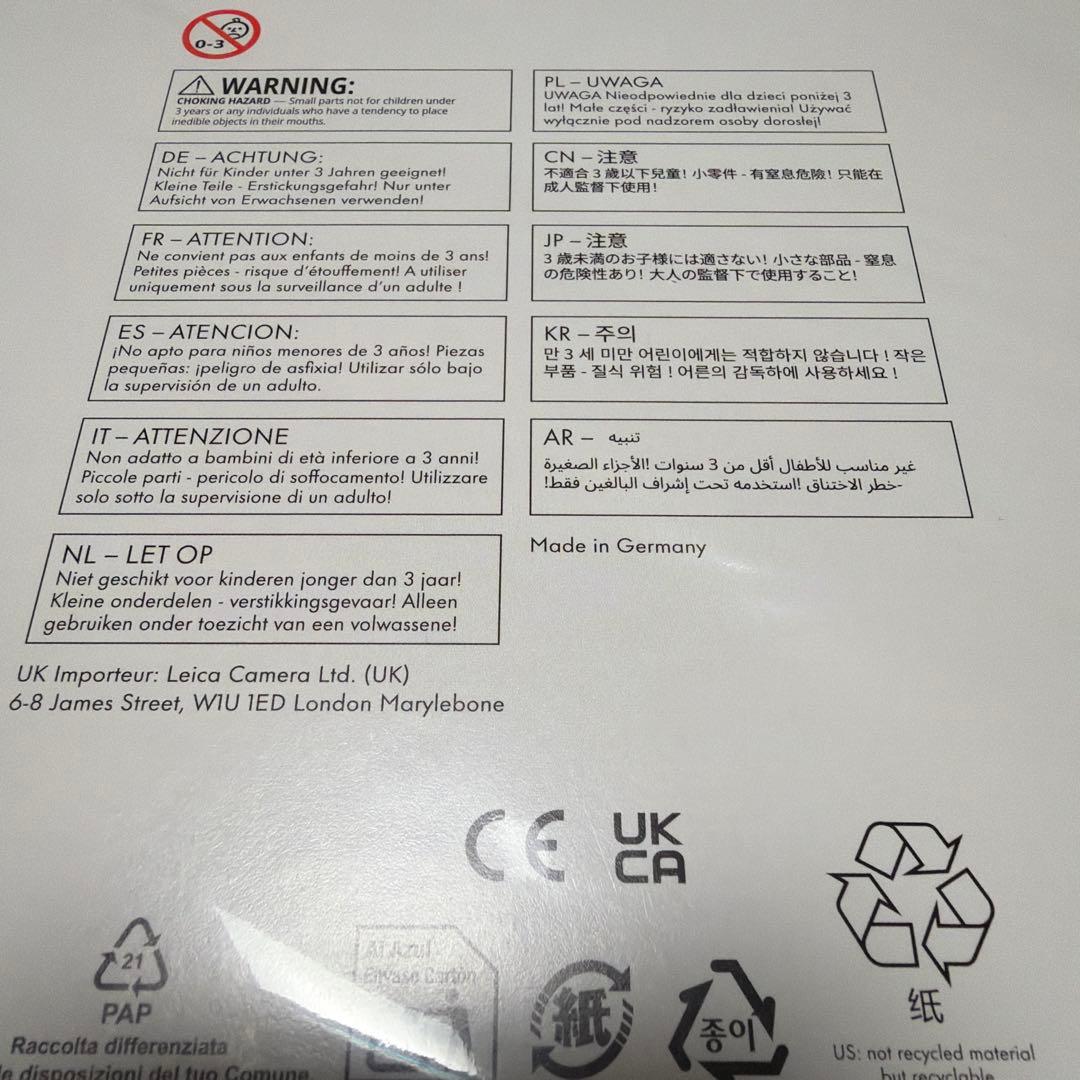 0-3
WARNING:
CHOKING HAZARD — Small parts not for children under
3 years or any individuals who have a tendency to place
inedible objects in their mouths.
DE – ACHTUNG:
Nicht für Kinder unter 3 Jahren geeignet!
Kleine Teile - Erstickungsgefahr! Nur unter
Aufsicht von Erwachsenen verwenden!
FR – ATTENTION:
Ne convient pas aux enfants de moins de 3 ans!
Petites pièces - risque d’étouffement! A utiliser
uniquement sous la surveillance d’un adulte !
ES – ATENCION:
¡No apto para niños menores de 3 años! Piezas
pequeñas: ¡peligro de asfixia! Utilizar sólo bajo
la supervisión de un adulto.
IT – ATTENZIONE
Non adatto a bambini di età inferiore a 3 anni!
Piccole parti - pericolo di soffocamento! Utilizzare
solo sotto la supervisione di un adulto!
NL – LET OP
Niet geschikt voor kinderen jonger dan 3 jaar!
Kleine onderdelen - verstikkingsgevaar! Alleen
gebruiken onder toezicht van een volwassene!
PL – UWAGA
UWAGA Nieodpowiednie dla dzieci poniżej 3
lat! Małe części - ryzyko zadławienia! Używać
wyłącznie pod nadzorem osoby dorosłej!
CN – 注意
不適合 3 歲以下兒童! 小零件 - 有窒息危險! 只能在
成人監督下使用!
JP – 注意
3 歳未満のお子様には適さない! 小さな部品 - 窒息
の危険性あり! 大人の監督下で使用すること!
KR – 주의
만 3 세 미만 어린이에게는 적합하지 않습니다 ! 작은
부품 - 질식 위험 ! 어른의 감독하에 사용하세요 !
AR – تنبيه
غير مناسب للأطفال أقل من 3 سنوات !الأجزاء الصغيرة
-خطر الاختناق !استخدمه تحت إشراف البالغين فقط!
Made in Germany
UK Importeur: Leica Camera Ltd. (UK)
6-8 James Street, W1U 1ED London Marylebone
CE
UK
CA
21
PAP
Raccolta differenziata
disposizioni del tuo Comune.
Al Azul -
Envase Cartón
紙
종이
纸
US: not recycled material
but recyclable